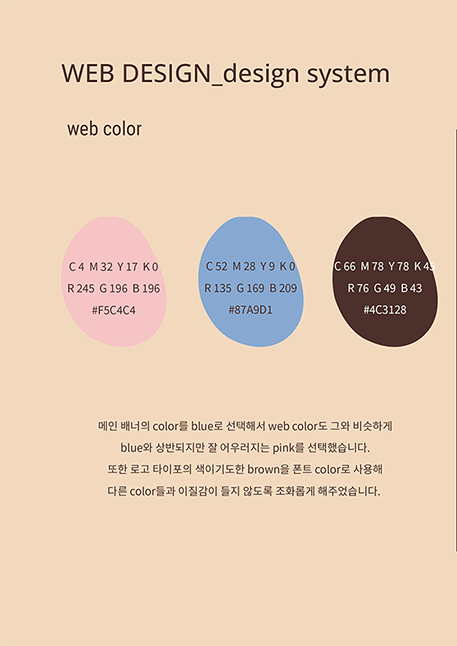 WEB DESIGN_design system
web color
C 4 M 32 Y 17 K 0
R 245 G 196 B 196
#F5C4C4
C 52 M 28 Y 9 K 0
R 135 G 169 B 209
#87A9D1
C 66 M 78 Y 78 K 45
R 76 G 49 B 43
#4C3128
메인 배너의 color를 blue로 선택해서 web color도 그와 비슷하게
blue와 상반되지만 잘 어우러지는 pink를 선택했습니다.
또한 로고 타이포의 색이기도한 brown을 폰트 color로 사용해
다른 color들과 이질감이 들지 않도록 조화롭게 해주었습니다.